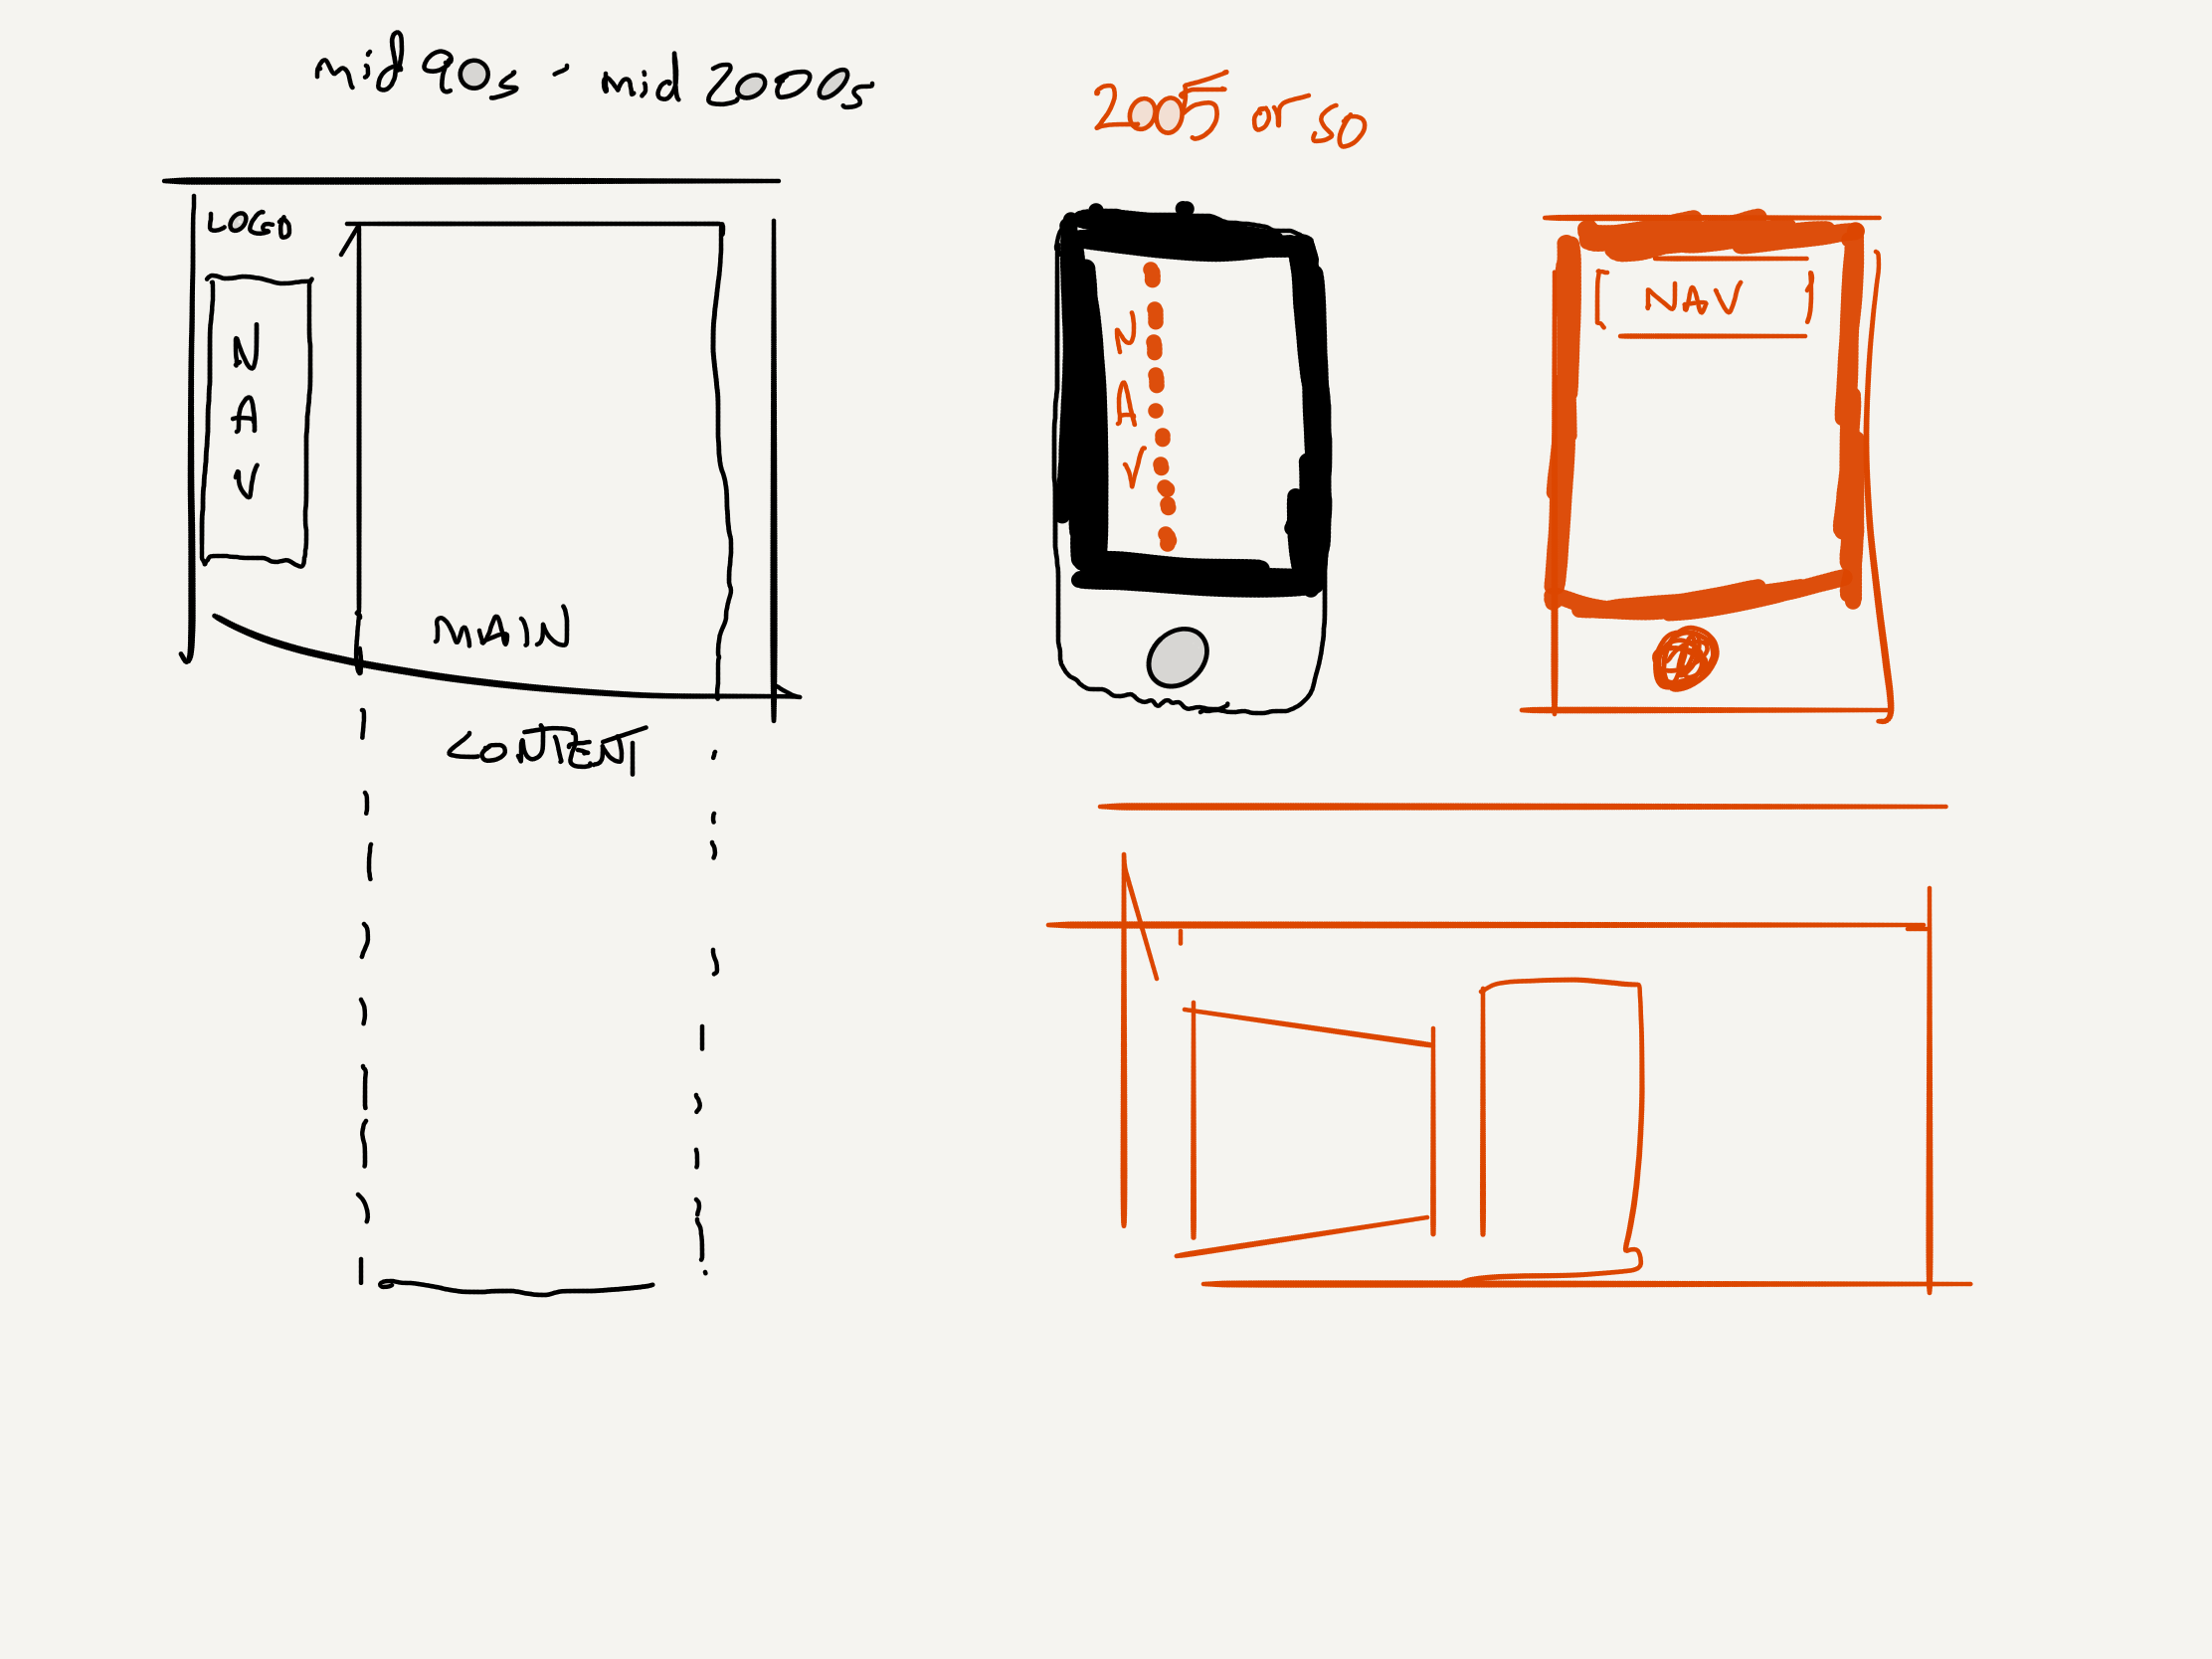 mid 90s - mid 2000s
2005 or so
LOGO
N
A
V
MAIN
CONTENT
N
A
V
NAV